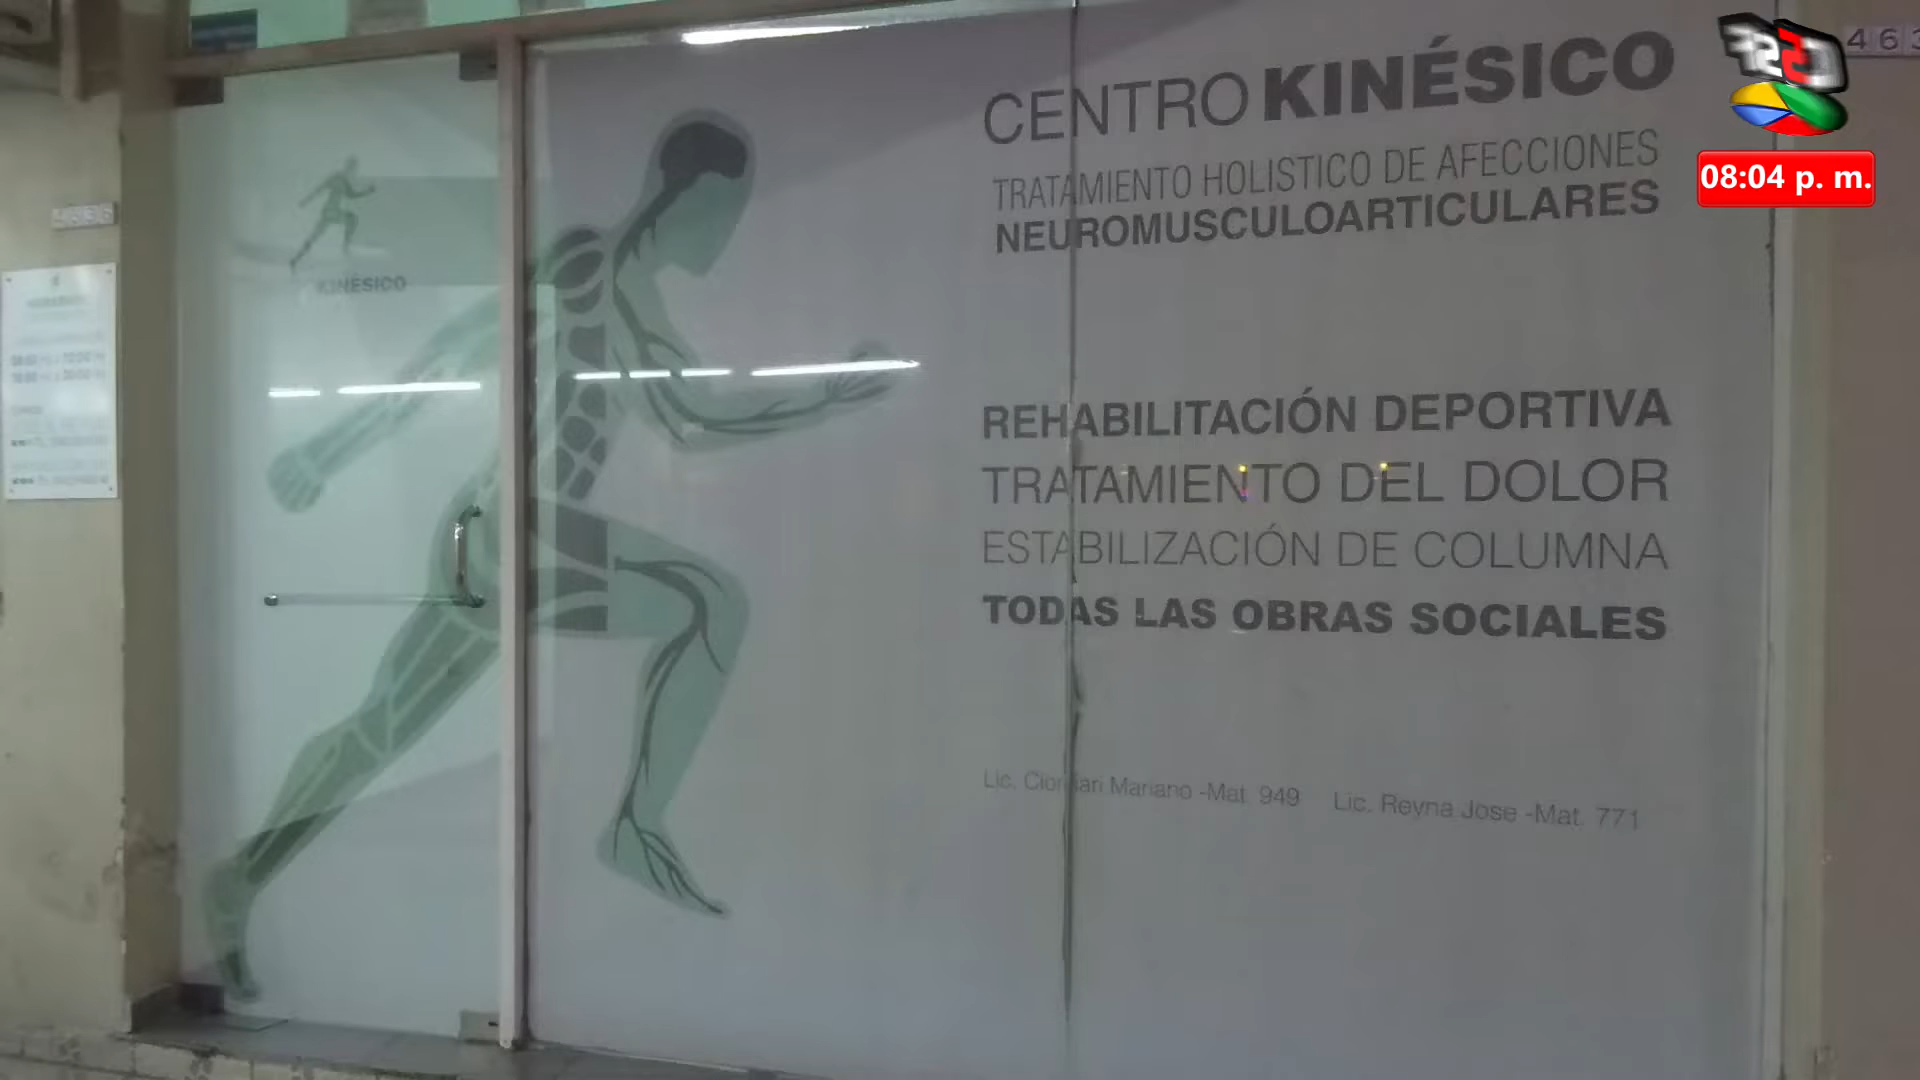 CENTRO KINÉSICO
TRATAMIENTO HOLISTICO DE AFECCIONES
NEUROMUSCULOARTICULARES
REHABILITACIÓN DEPORTIVA
TRATAMIENTO DEL DOLOR
ESTABILIZACIÓN DE COLUMNA
TODAS LAS OBRAS SOCIALES
Lic. Mariano -Mat. 949 Lic. Reyna Jose -Mat. 771
KINÉSICO
08:04 p. m.